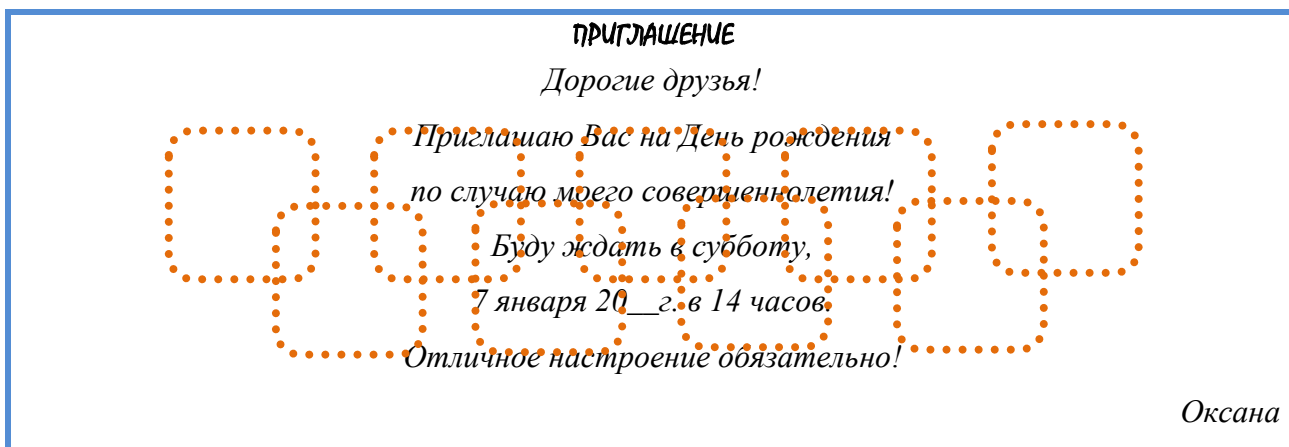 ПРИГЛАШЕНИЕ
Дорогие друзья!
Приглашаю Вас на День рождения
по случаю моего совершеннолетия!
Буду ждать в субботу,
7 января 20__г. в 14 часов.
Отличное настроение обязательно!
Оксана